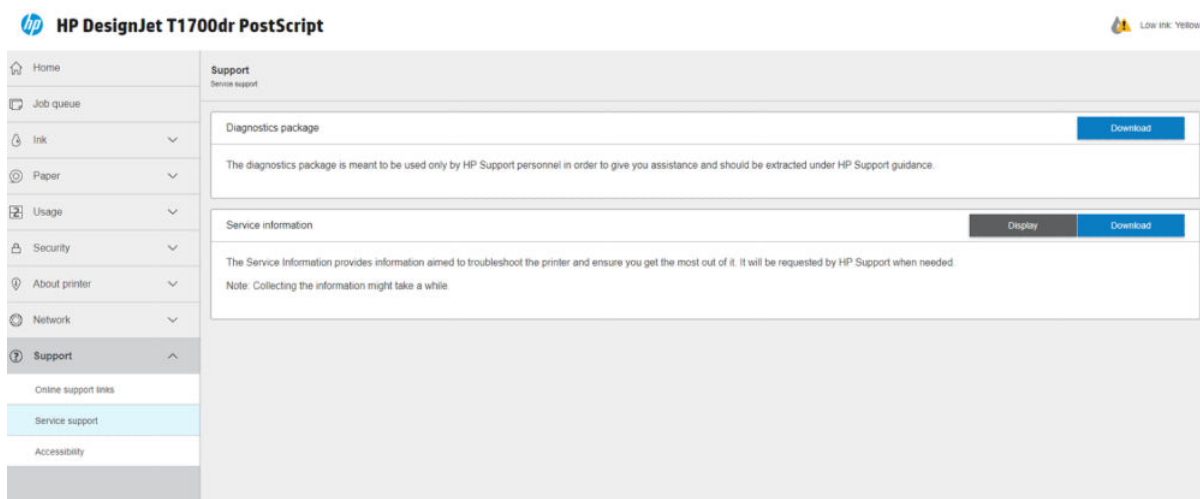 hp HP DesignJet T1700dr PostScript
Low ink: Yellow
Home
Job queue
Ink
Paper
Usage
Security
About printer
Network
Support
Online support links
Service support
Accessibility
Support
Service support
Diagnostics package
Download
The diagnostics package is meant to be used only by HP Support personnel in order to give you assistance and should be extracted under HP Support guidance.
Service information
Display
Download
The Service Information provides information aimed to troubleshoot the printer and ensure you get the most out of it. It will be requested by HP Support when needed.
Note: Collecting the information might take a while.